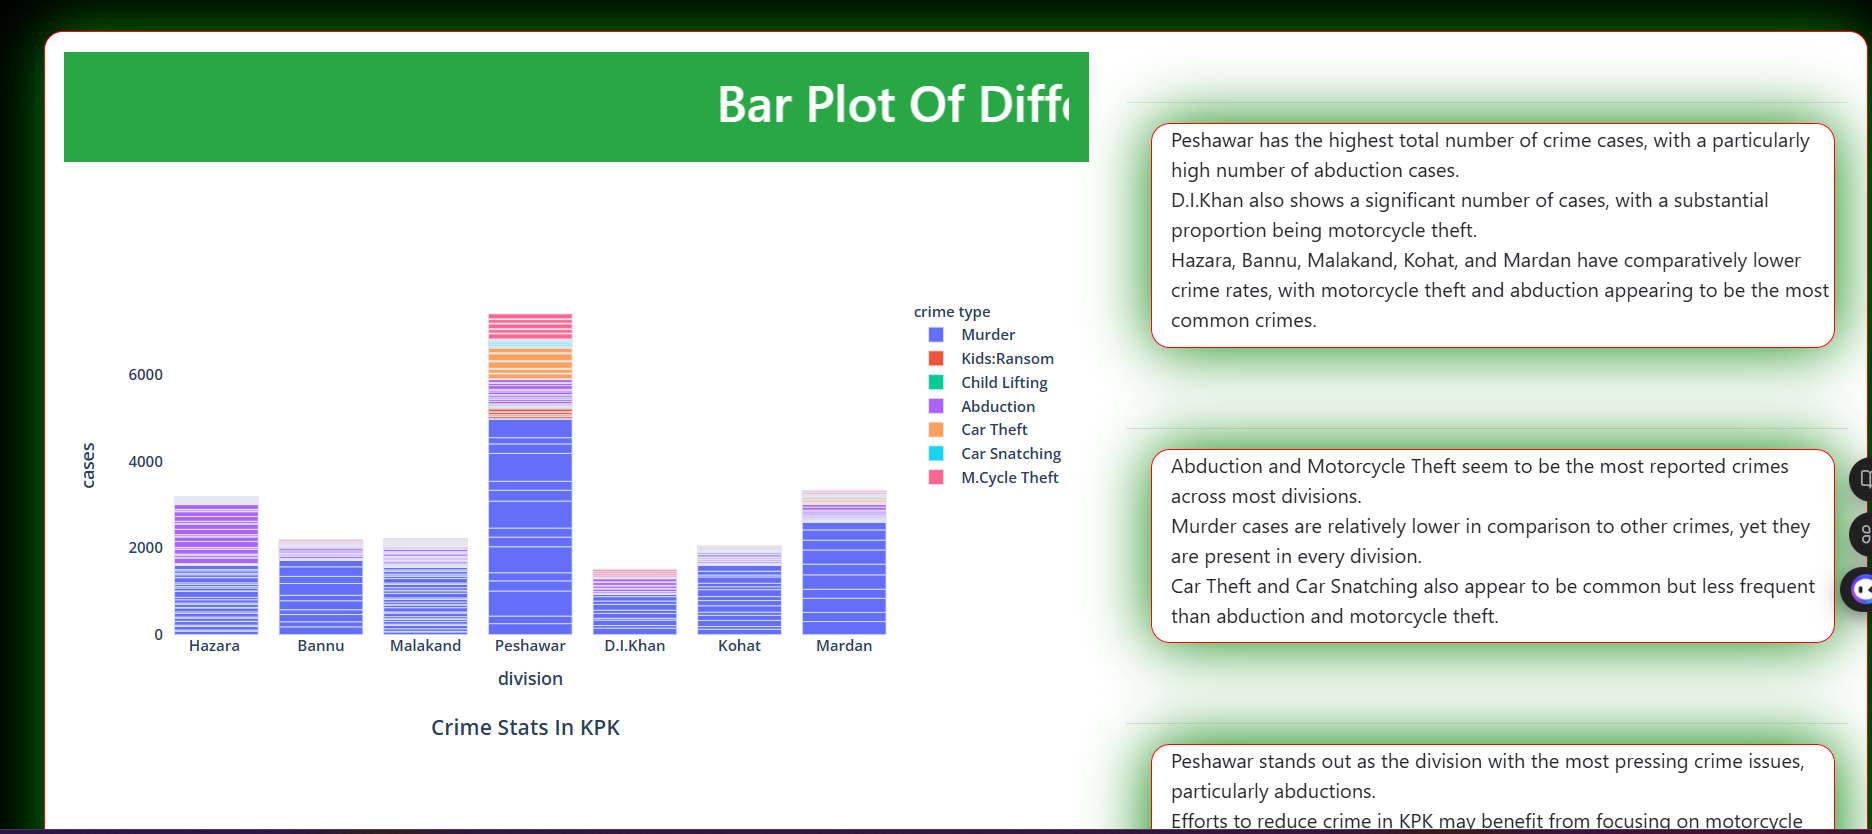 Bar Plot Of Diffe
6000
4000
2000
0
cases
Hazara Bannu Malakand Peshawar D.I.Khan Kohat Mardan
division
Crime Stats In KPK
crime type
Murder
Kids:Ransom
Child Lifting
Abduction
Car Theft
Car Snatching
M.Cycle Theft
Peshawar has the highest total number of crime cases, with a particularly
high number of abduction cases.
D.I.Khan also shows a significant number of cases, with a substantial
proportion being motorcycle theft.
Hazara, Bannu, Malakand, Kohat, and Mardan have comparatively lower
crime rates, with motorcycle theft and abduction appearing to be the most
common crimes.
Abduction and Motorcycle Theft seem to be the most reported crimes
across most divisions.
Murder cases are relatively lower in comparison to other crimes, yet they
are present in every division.
Car Theft and Car Snatching also appear to be common but less frequent
than abduction and motorcycle theft.
Peshawar stands out as the division with the most pressing crime issues,
particularly abductions.
Efforts to reduce crime in KPK may benefit from focusing on motorcycle